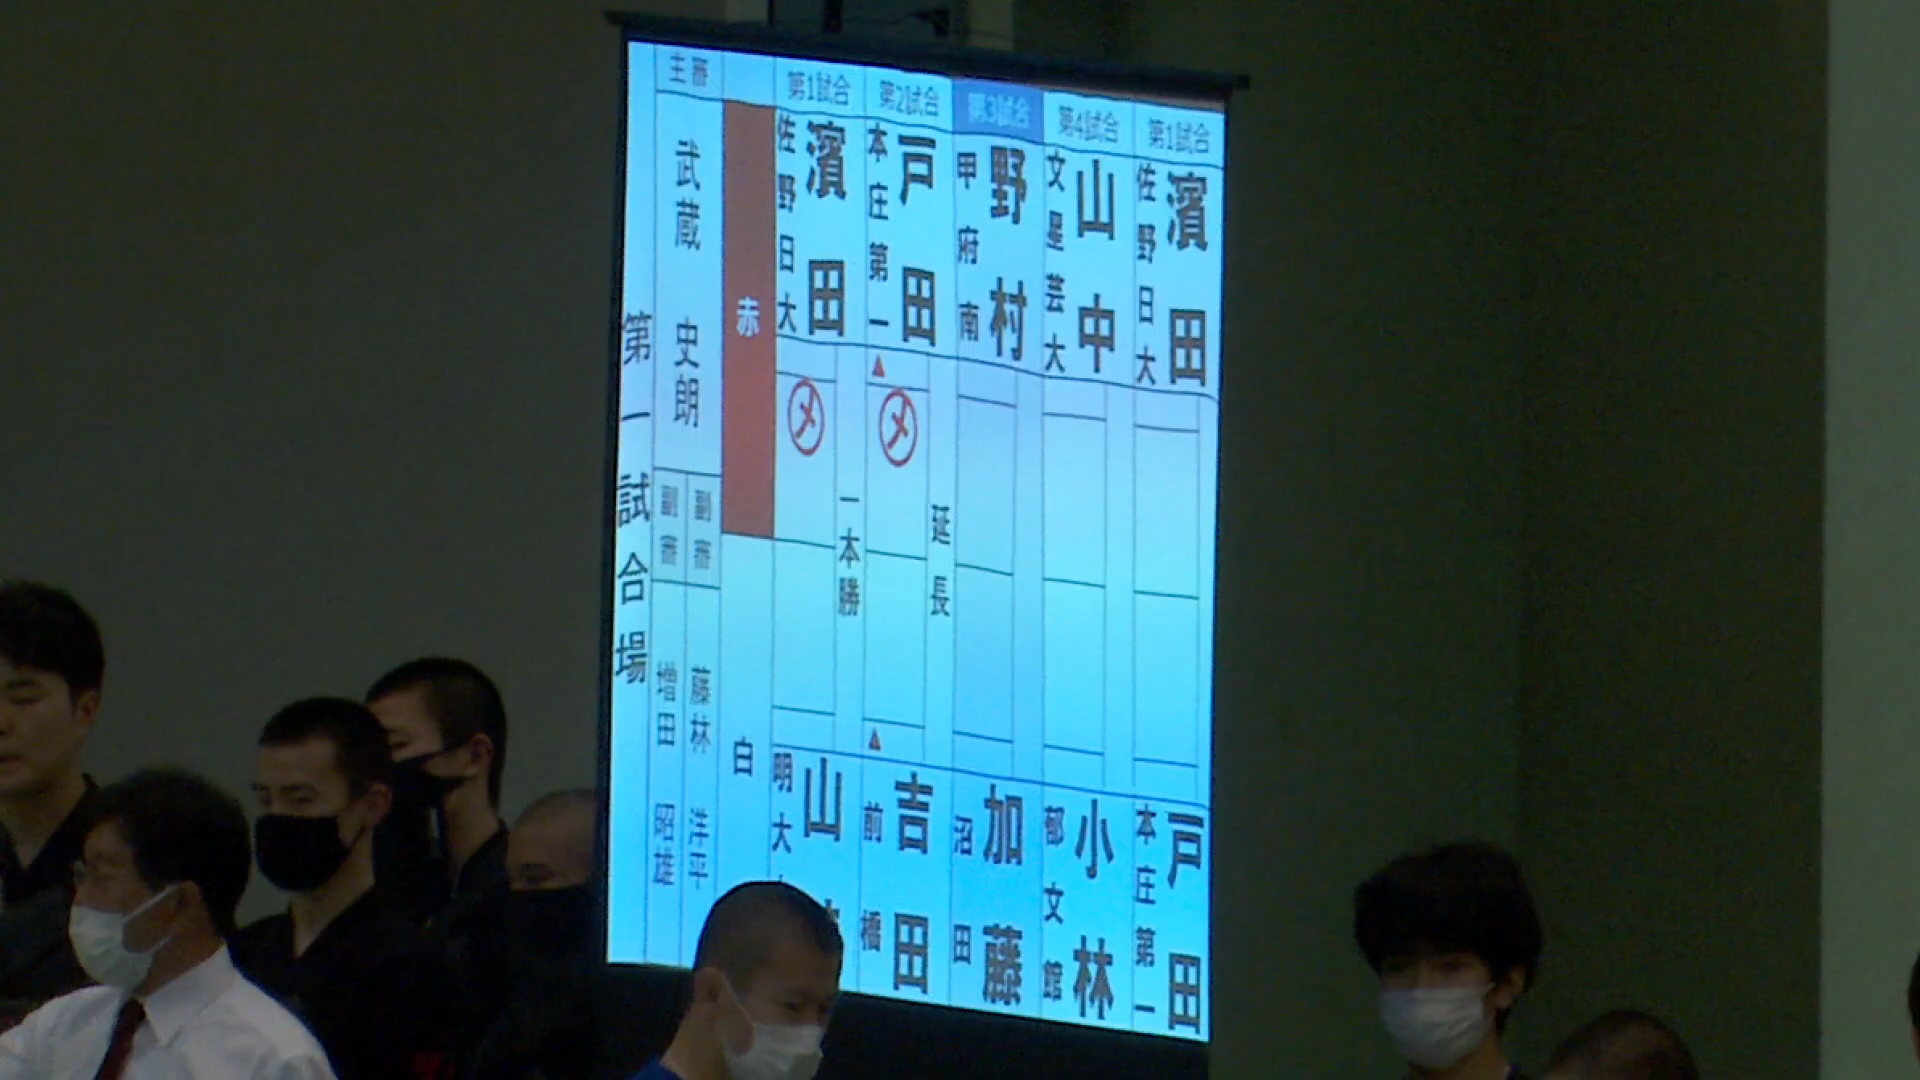 第一試合場
主審
武蔵 史朗
副審
副審
増田 昭雄
藤林 洋平
赤
白
第1試合
佐野日大
濱田
メ
一本勝
明大
山
第2試合
本庄第一
戸田
▲
メ
延長
▲
前橋
吉田
第3試合
甲府南
野村
沼田
加藤
第4試合
文星芸大
山中
郁文館
小林
第1試合
佐野日大
濱田
本庄第一
戸田